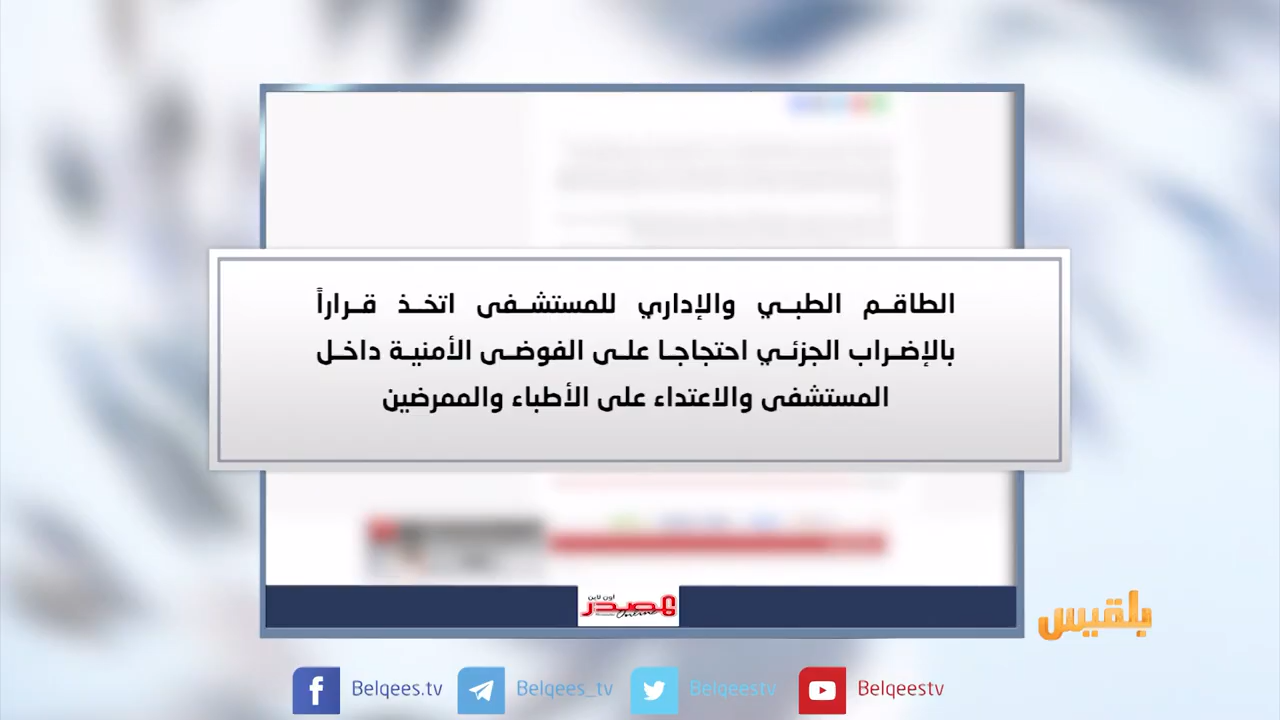 الطاقم الطبي والإداري للمستشفى اتخذ قراراً
بالإضراب الجزئي احتجاجا على الفوضى الأمنية داخل
المستشفى والاعتداء على الأطباء والممرضين
المصدر
اون لاين
Online
بلقيس
Belqees.tv
Belqees_tv
Belqeestv
Belqeestv